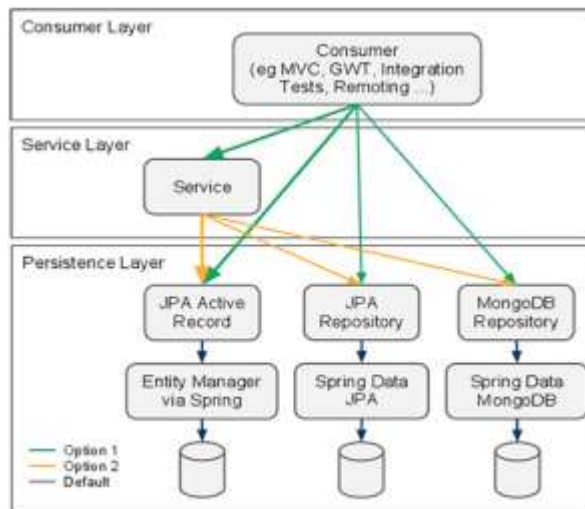 Consumer Layer
Consumer
(eg MVC, GWT, Integration
Tests, Remoting ...)
Service Layer
Service
Persistence Layer
JPA Active
Record
JPA
Repository
MongoDB
Repository
Entity Manager
via Spring
Spring Data
JPA
Spring Data
MongoDB
Option 1
Option 2
Default